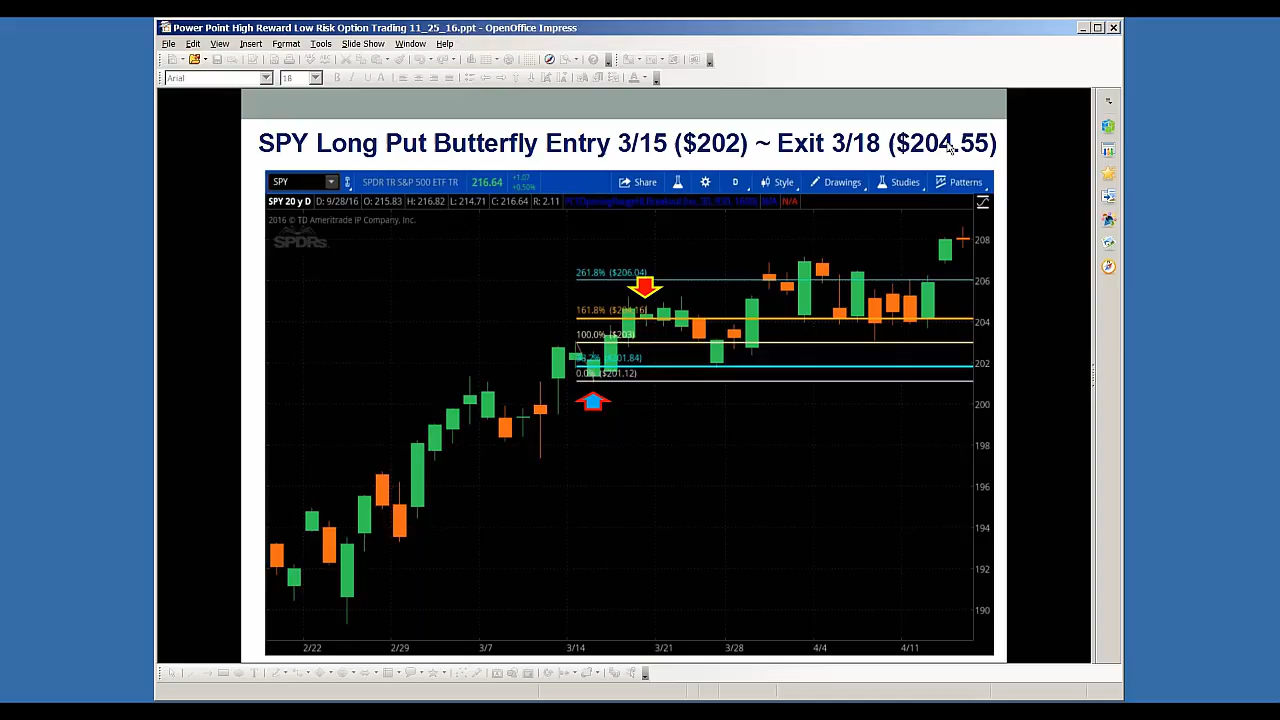 Power Point High Reward Low Risk Option Trading 11_25_16.ppt - OpenOffice Impress
File Edit View Insert Format Tools Slide Show Window Help
Arial 18
SPY Long Put Butterfly Entry 3/15 ($202) ~ Exit 3/18 ($204.55)
SPY SPDR TR S&P 500 ETF TR 216.64 +1.07 +0.50% Share D Style Drawings Studies Patterns
SPY 20 y D D: 9/28/16 O: 215.83 H: 216.82 L: 214.71 C: 216.64 R: 2.11 N/A N/A
2016 © TD Ameritrade IP Company, Inc.
SPDRs
208
261.8% ($206.04)
206
161.8%
204
100.0% ($203)
202
($201.84)
0.0% ($201.12)
200
198
196
194
192
190
2/22 2/29 3/7 3/14 3/21 3/28 4/4 4/11